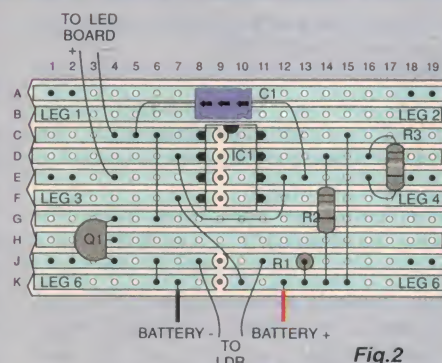 TO LED
BOARD
+
1 2 3 4 5 6 7 8 9 10 11 12 13 14 15 16 17 18 19
A
C1
B
LEG 1
LEG 2
C
R3
D
IC1
E
F
LEG 3
LEG 4
R2
G
H
Q1
J
R1
K
LEG 6
LEG 6
BATTERY -
BATTERY +
TO
LDR
Fig.2